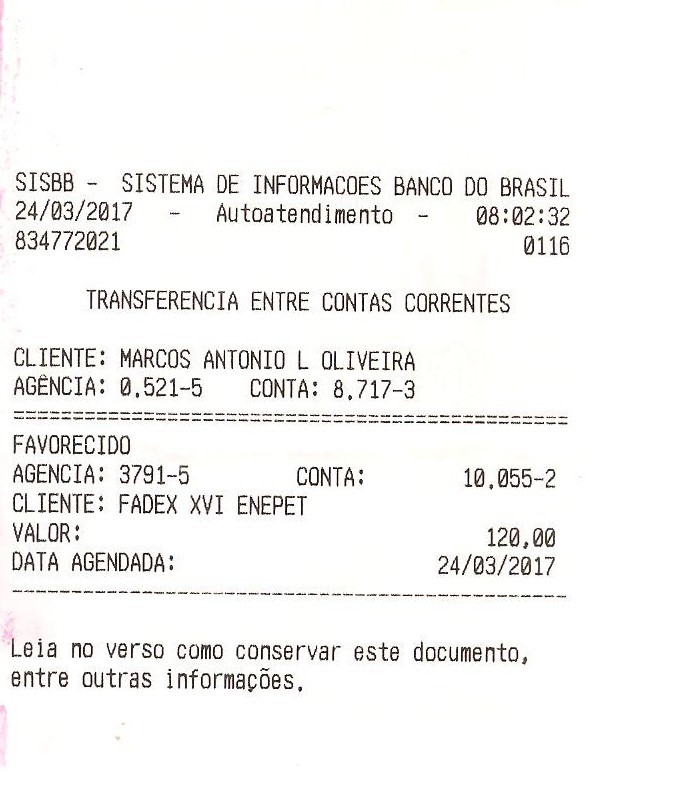 SISBB - SISTEMA DE INFORMACOES BANCO DO BRASIL
24/03/2017 - Autoatendimento - 08:02:32
834772021 0116
TRANSFERENCIA ENTRE CONTAS CORRENTES
CLIENTE: MARCOS ANTONIO L OLIVEIRA
AGÊNCIA: 0.521-5 CONTA: 8.717-3
================================================
FAVORECIDO
AGENCIA: 3791-5 CONTA: 10.055-2
CLIENTE: FADEX XVI ENEPET
VALOR: 120,00
DATA AGENDADA: 24/03/2017
------------------------------------------------
Leia no verso como conservar este documento,
entre outras informações.